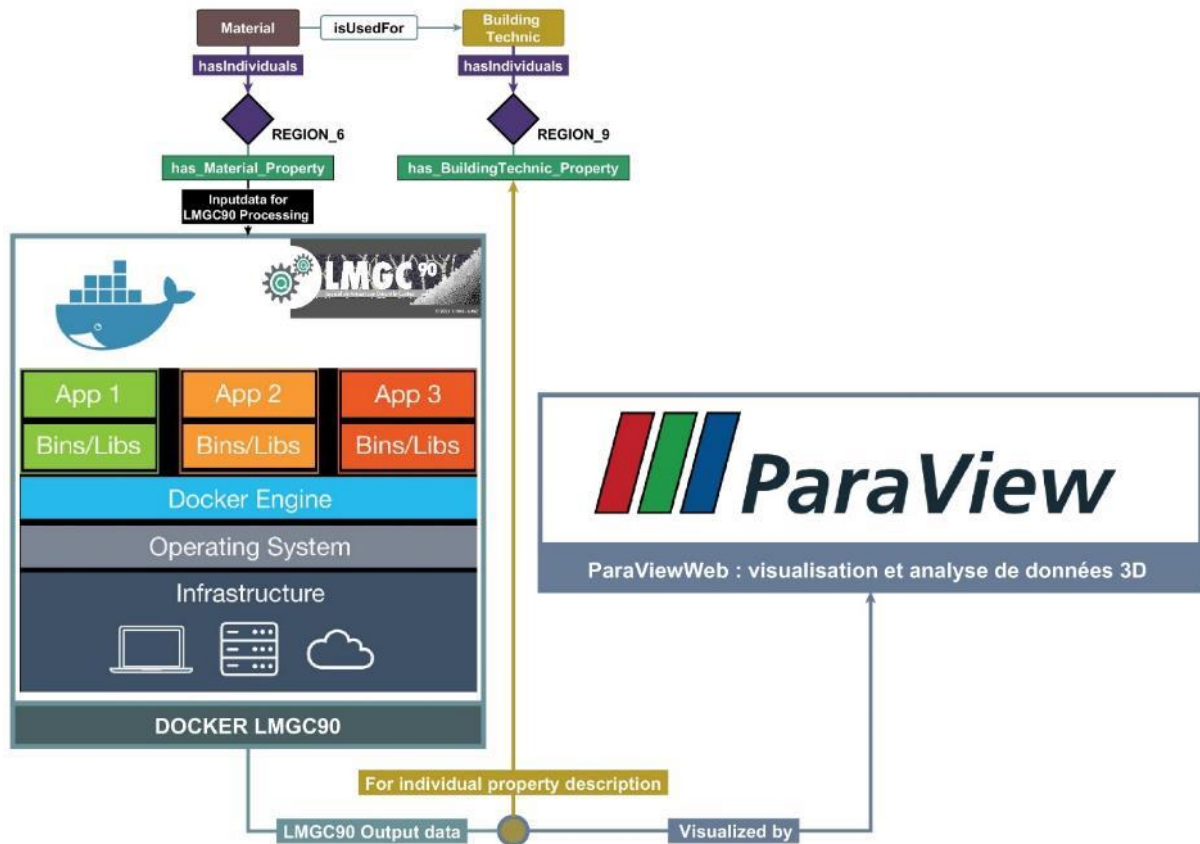 Material
isUsedFor
Building
Technic
hasIndividuals
hasIndividuals
REGION_6
REGION_9
has_Material_Property
has_BuildingTechnic_Property
Inputdata for
LMGC90 Processing
LMGC 90
App 1
App 2
App 3
Bins/Libs
Bins/Libs
Bins/Libs
Docker Engine
Operating System
Infrastructure
DOCKER LMGC90
ParaView
ParaViewWeb : visualisation et analyse de données 3D
For individual property description
LMGC90 Output data
Visualized by